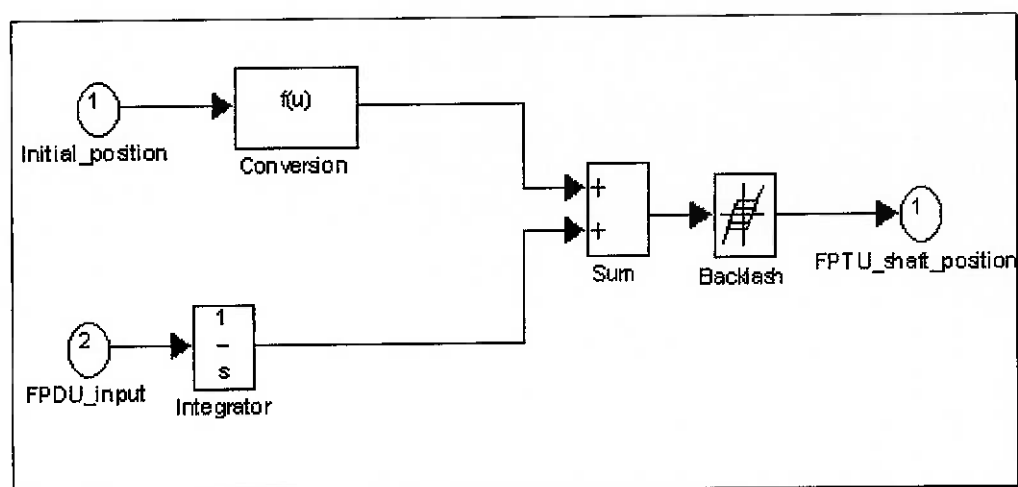 1
f(u)
Initial_position
Conversion
+
+
1
Sum
Backlash
FPTU_shaft_position
2
1
s
FPDU_input
Integrator